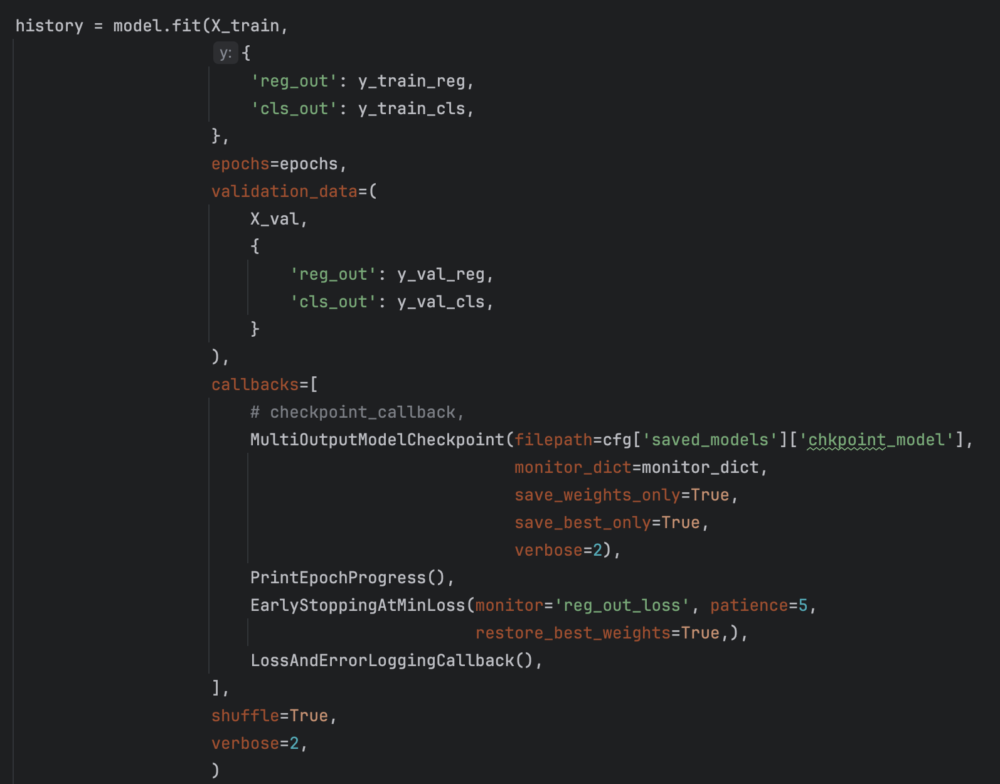 history = model.fit(X_train,
y: {
'reg_out': y_train_reg,
'cls_out': y_train_cls,
},
epochs=epochs,
validation_data=(
X_val,
{
'reg_out': y_val_reg,
'cls_out': y_val_cls,
}
),
callbacks=[
# checkpoint_callback,
MultiOutputModelCheckpoint(filepath=cfg['saved_models']['chkpoint_model'],
monitor_dict=monitor_dict,
save_weights_only=True,
save_best_only=True,
verbose=2),
PrintEpochProgress(),
EarlyStoppingAtMinLoss(monitor='reg_out_loss', patience=5,
restore_best_weights=True,),
LossAndErrorLoggingCallback(),
],
shuffle=True,
verbose=2,
)